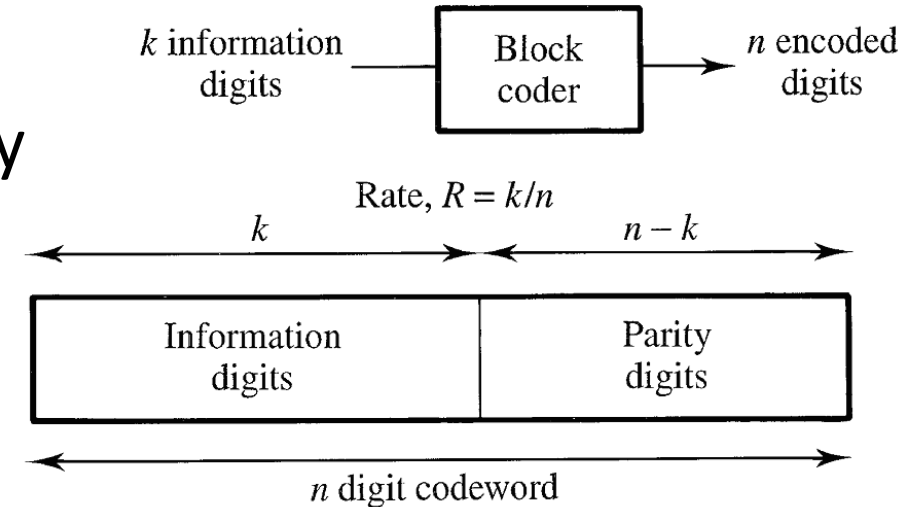 k information
digits
Block
coder
n encoded
digits
y
Rate, R = k/n
k
n – k
Information
digits
Parity
digits
n digit codeword